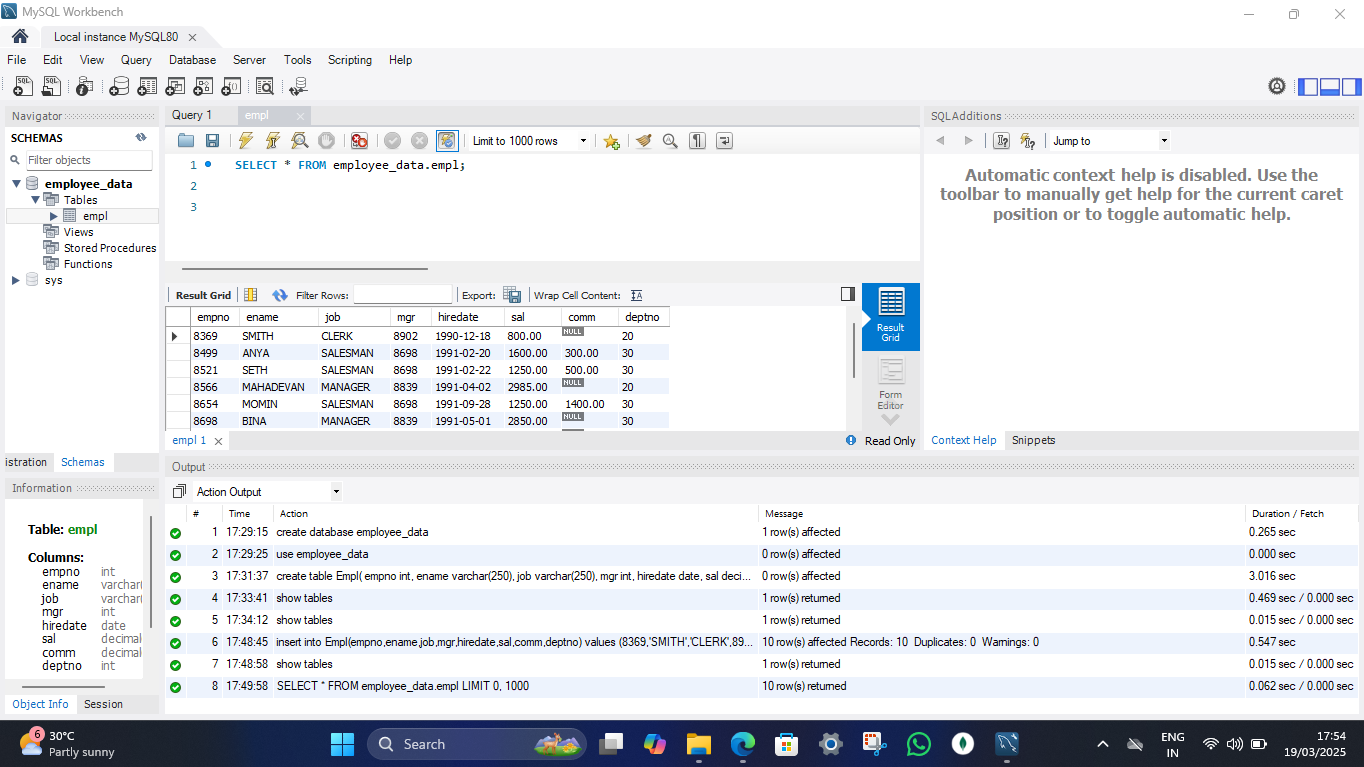 MySQL Workbench
Local instance MySQL80
File Edit View Query Database Server Tools Scripting Help
Navigator
SCHEMAS
Filter objects
employee_data
Tables
empl
Views
Stored Procedures
Functions
sys
istration Schemas
Information
Table: empl
Columns:
empno int
ename varchar(
job varchar(
mgr int
hiredate date
sal decimal
comm decimal
deptno int
Object Info Session
Query 1 empl
Limit to 1000 rows
1 SELECT * FROM employee_data.empl;
2
3
Result Grid Filter Rows: Export: Wrap Cell Content:
empno ename job mgr hiredate sal comm deptno
8369 SMITH CLERK 8902 1990-12-18 800.00 NULL 20
8499 ANYA SALESMAN 8698 1991-02-20 1600.00 300.00 30
8521 SETH SALESMAN 8698 1991-02-22 1250.00 500.00 30
8566 MAHADEVAN MANAGER 8839 1991-04-02 2985.00 NULL 20
8654 MOMIN SALESMAN 8698 1991-09-28 1250.00 1400.00 30
8698 BINA MANAGER 8839 1991-05-01 2850.00 NULL 30
Result
Grid
Form
Editor
empl 1
Read Only
SQLAdditions
Jump to
Automatic context help is disabled. Use the
toolbar to manually get help for the current caret
position or to toggle automatic help.
Context Help Snippets
Output
Action Output
# Time Action Message Duration / Fetch
1 17:29:15 create database employee_data 1 row(s) affected 0.265 sec
2 17:29:25 use employee_data 0 row(s) affected 0.000 sec
3 17:31:37 create table Empl( empno int, ename varchar(250), job varchar(250), mgr int, hiredate date, sal deci... 0 row(s) affected 3.016 sec
4 17:33:41 show tables 1 row(s) returned 0.469 sec / 0.000 sec
5 17:34:12 show tables 1 row(s) returned 0.015 sec / 0.000 sec
6 17:48:45 insert into Empl(empno,ename,job,mgr,hiredate,sal,comm,deptno) values (8369,'SMITH','CLERK',89... 10 row(s) affected Records: 10 Duplicates: 0 Warnings: 0 0.547 sec
7 17:48:58 show tables 1 row(s) returned 0.015 sec / 0.000 sec
8 17:49:58 SELECT * FROM employee_data.empl LIMIT 0, 1000 10 row(s) returned 0.062 sec / 0.000 sec
6
30°C
Partly sunny
Search
ENG
IN
17:54
19/03/2025